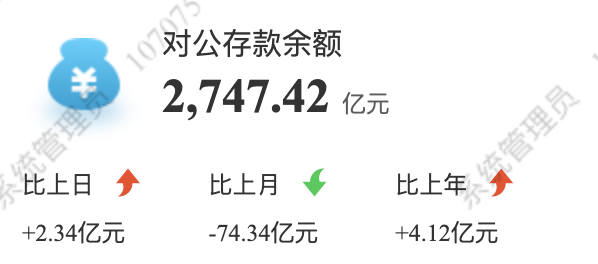 对公存款余额
2,747.42 亿元
比上日 比上月 比上年
+2.34亿元 -74.34亿元 +4.12亿元
系统管理员 107075
系统管理员